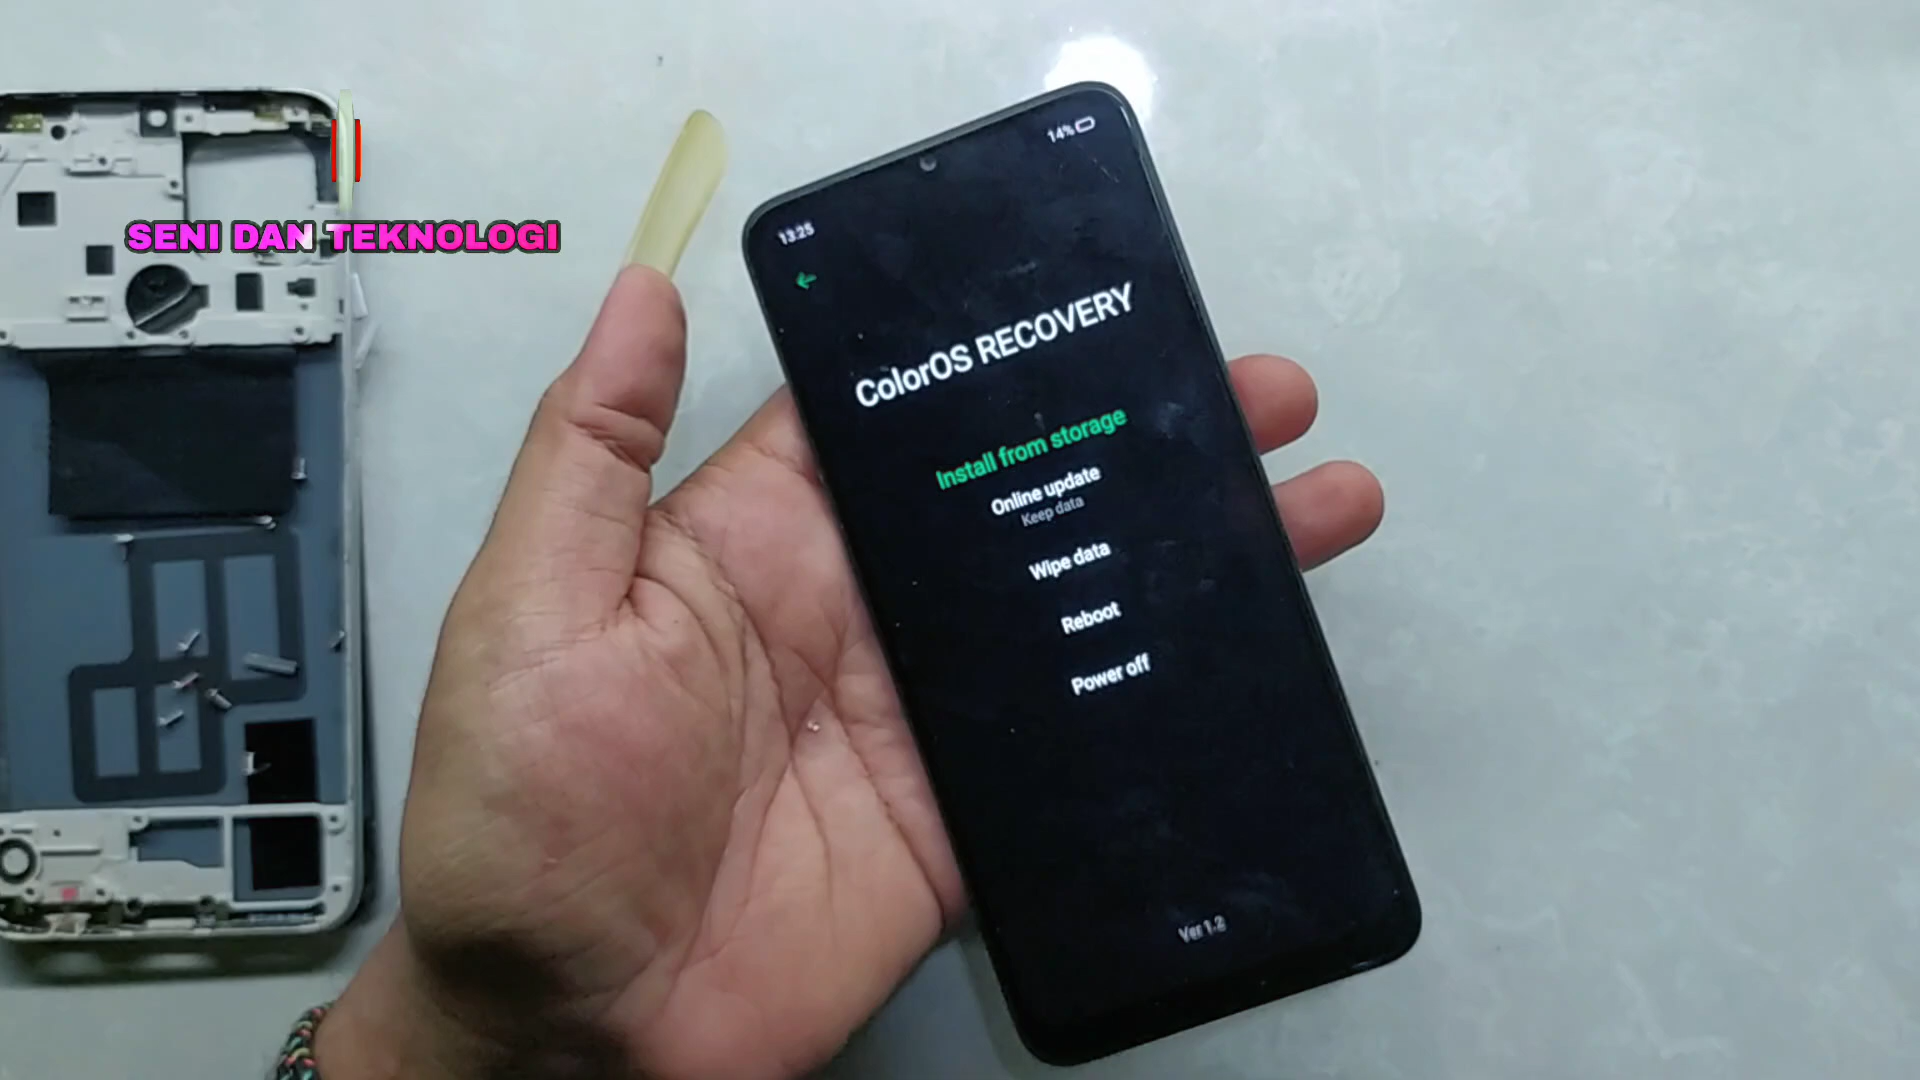 SENI DAN TEKNOLOGI
14%
13:25
ColorOS RECOVERY
Install from storage
Online update
Keep data
Wipe data
Reboot
Power off
Ver 1.2